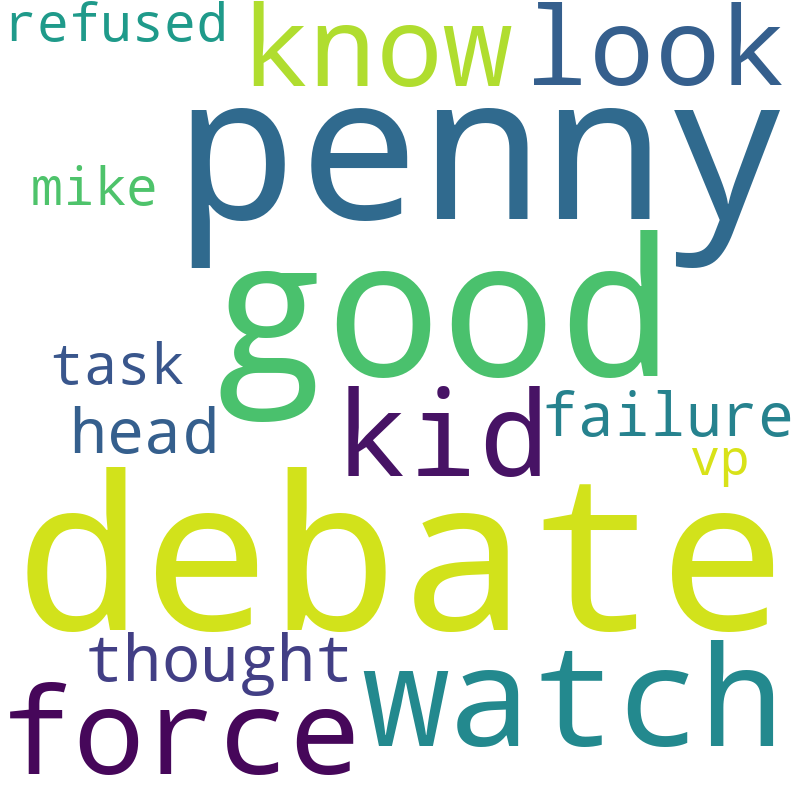 refused know look
penny
mike
good
task
kid failure
head
vp
debate
thought
watch
force